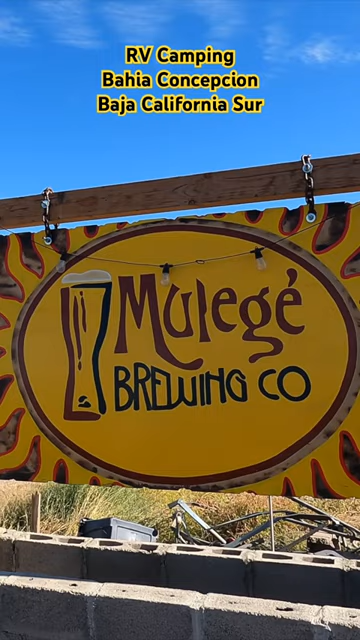 RV Camping
Bahia Concepcion
Baja California Sur
Mulegé
BREWING CO